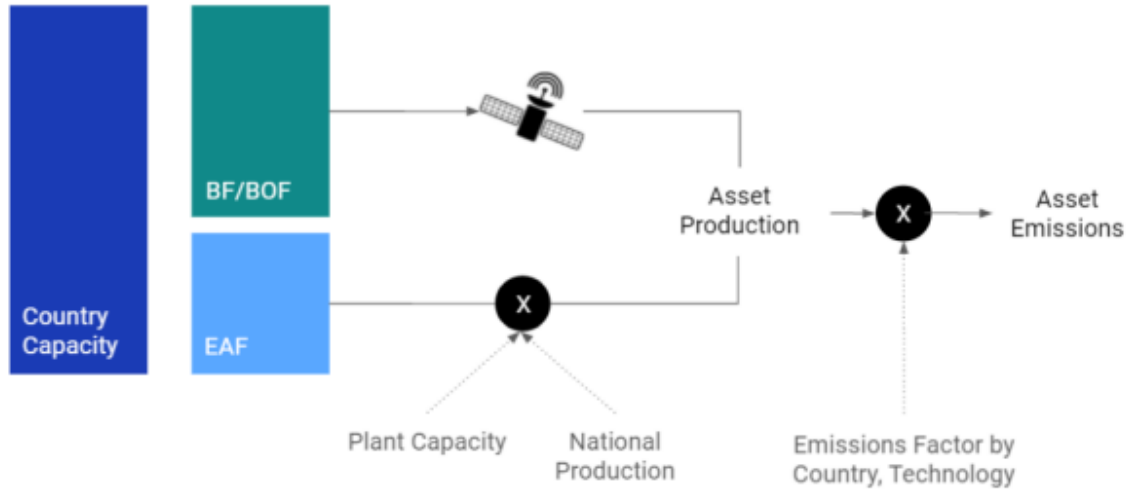 Country
Capacity
BF/BOF
EAF
X
Plant Capacity
National
Production
Asset
Production
X
Emissions Factor by
Country, Technology
Asset
Emissions